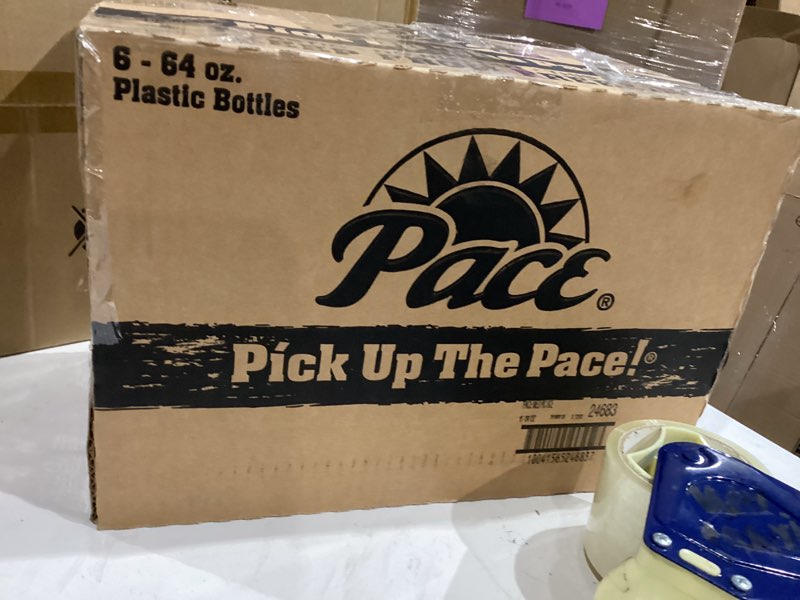 6 - 64 oz.
Plastic Bottles
Pace®
Pick Up The Pace!®
24683